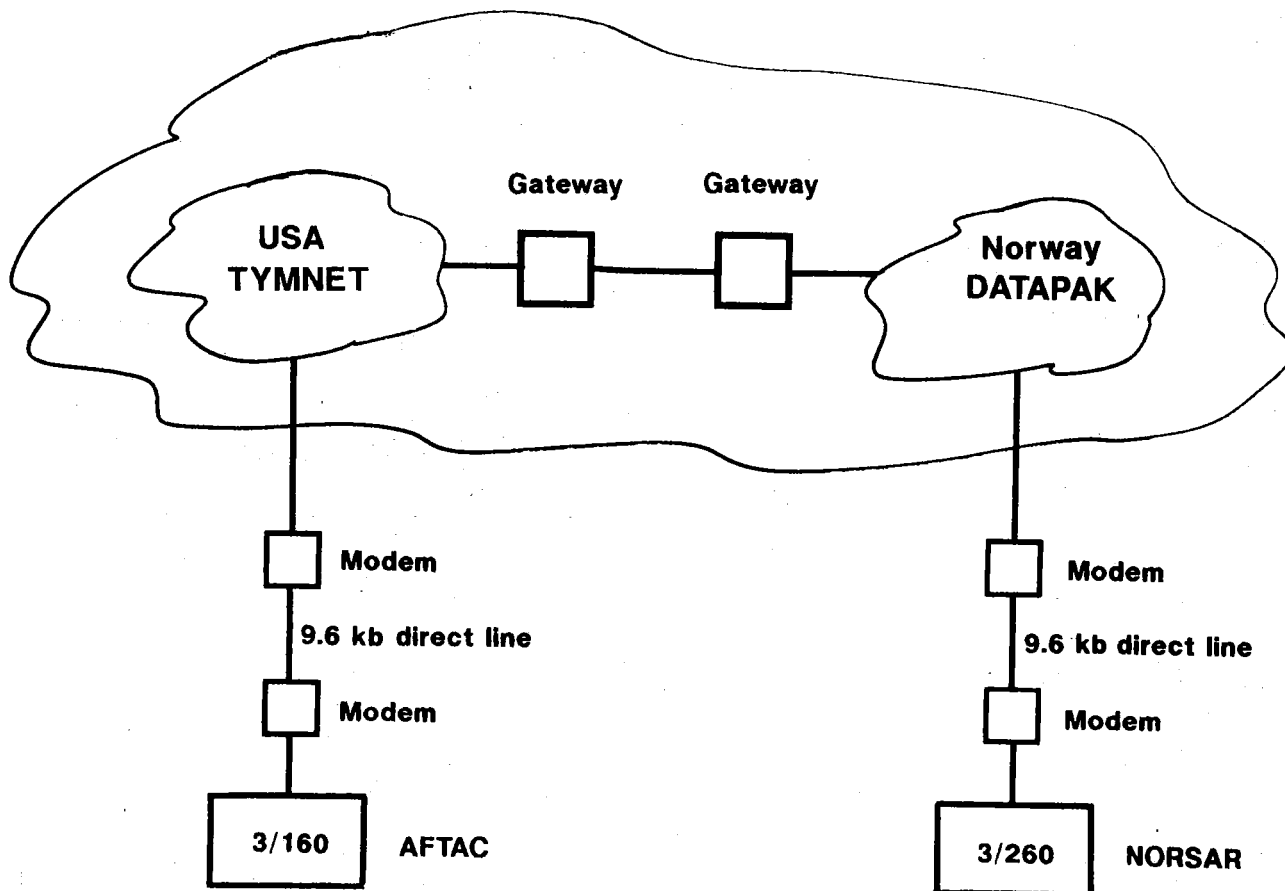 Gateway
Gateway
USA
TYMNET
Norway
DATAPAK
Modem
Modem
9.6 kb direct line
9.6 kb direct line
Modem
Modem
3/160
AFTAC
3/260
NORSAR